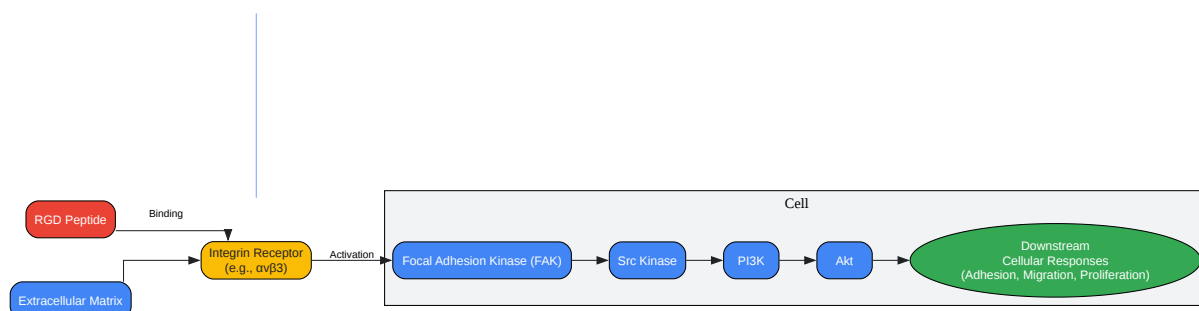 Cell
RGD Peptide
Binding
Integrin Receptor
(e.g., αvβ3)
Extracellular Matrix
Activation
Focal Adhesion Kinase (FAK)
Src Kinase
PI3K
Akt
Downstream
Cellular Responses
(Adhesion, Migration, Proliferation)